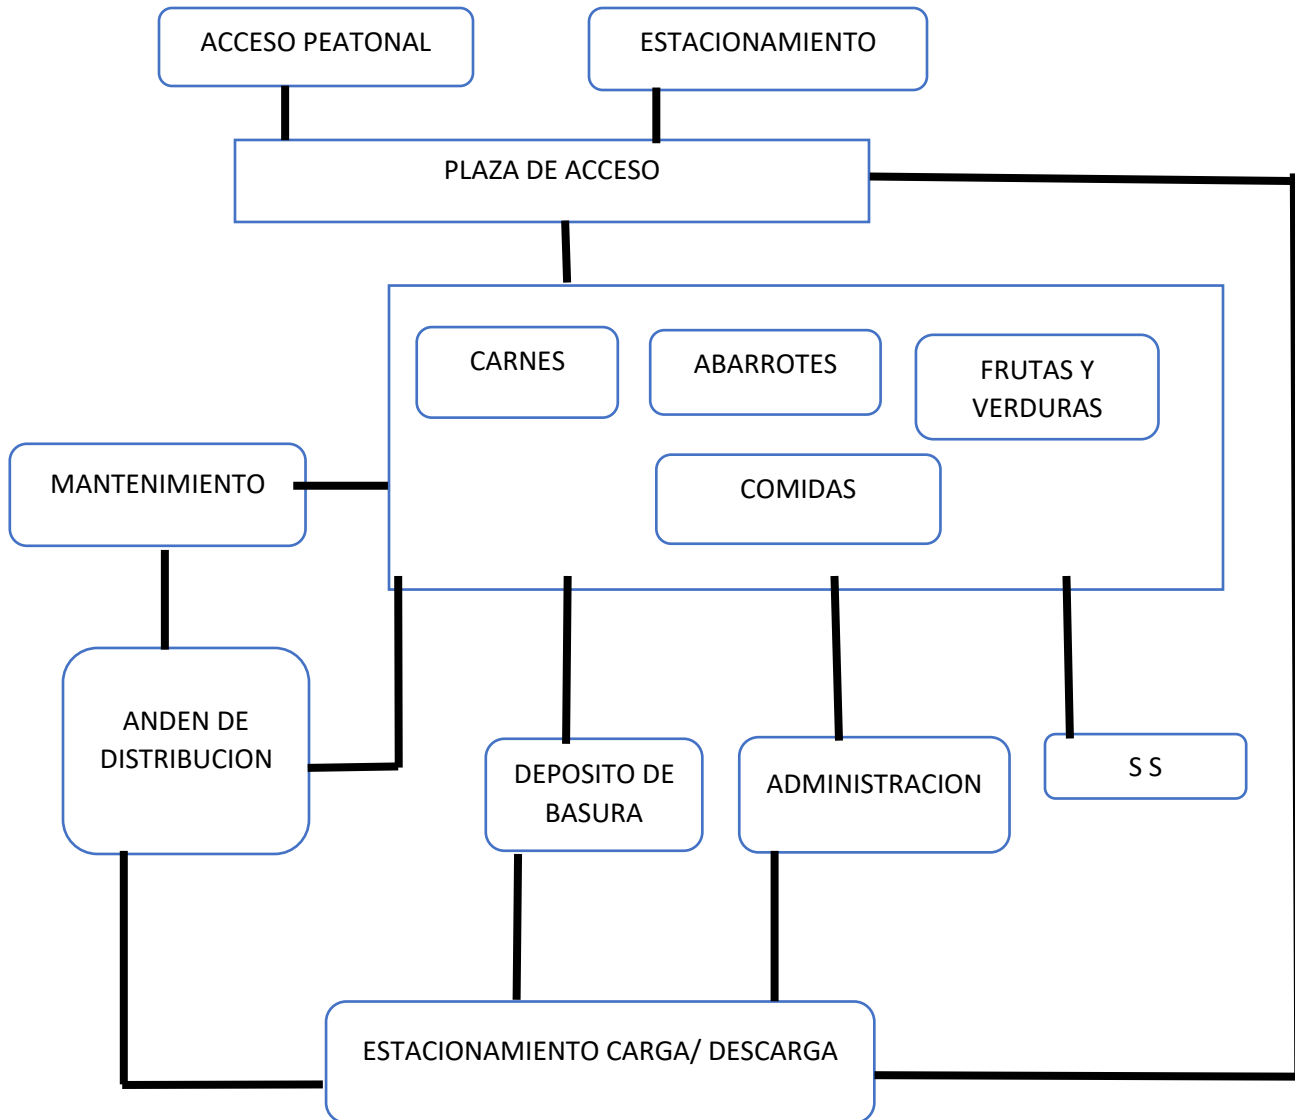 ACCESO PEATONAL
ESTACIONAMIENTO
PLAZA DE ACCESO
CARNES
ABARROTES
FRUTAS Y
VERDURAS
COMIDAS
MANTENIMIENTO
ANDEN DE
DISTRIBUCION
DEPOSITO DE
BASURA
ADMINISTRACION
S S
ESTACIONAMIENTO CARGA/ DESCARGA